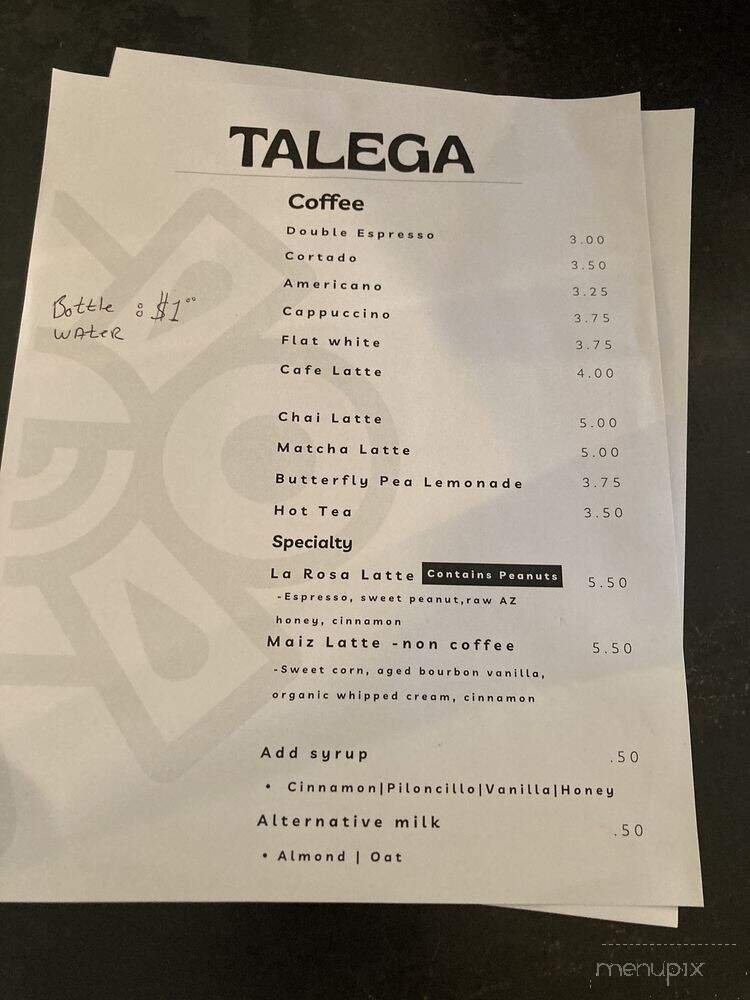 TALEGA
Coffee
Double Espresso 3.00
Cortado 3.50
Americano 3.25
Cappuccino 3.75
Flat white 3.75
Cafe Latte 4.00
Bottle : $1°°
WAteR
Chai Latte 5.00
Matcha Latte 5.00
Butterfly Pea Lemonade 3.75
Hot Tea 3.50
Specialty
La Rosa Latte Contains Peanuts 5.50
-Espresso, sweet peanut,raw AZ
honey, cinnamon
Maiz Latte -non coffee 5.50
-Sweet corn, aged bourbon vanilla,
organic whipped cream, cinnamon
Add syrup .50
• Cinnamon|Piloncillo|Vanilla|Honey
Alternative milk .50
• Almond | Oat
menupix